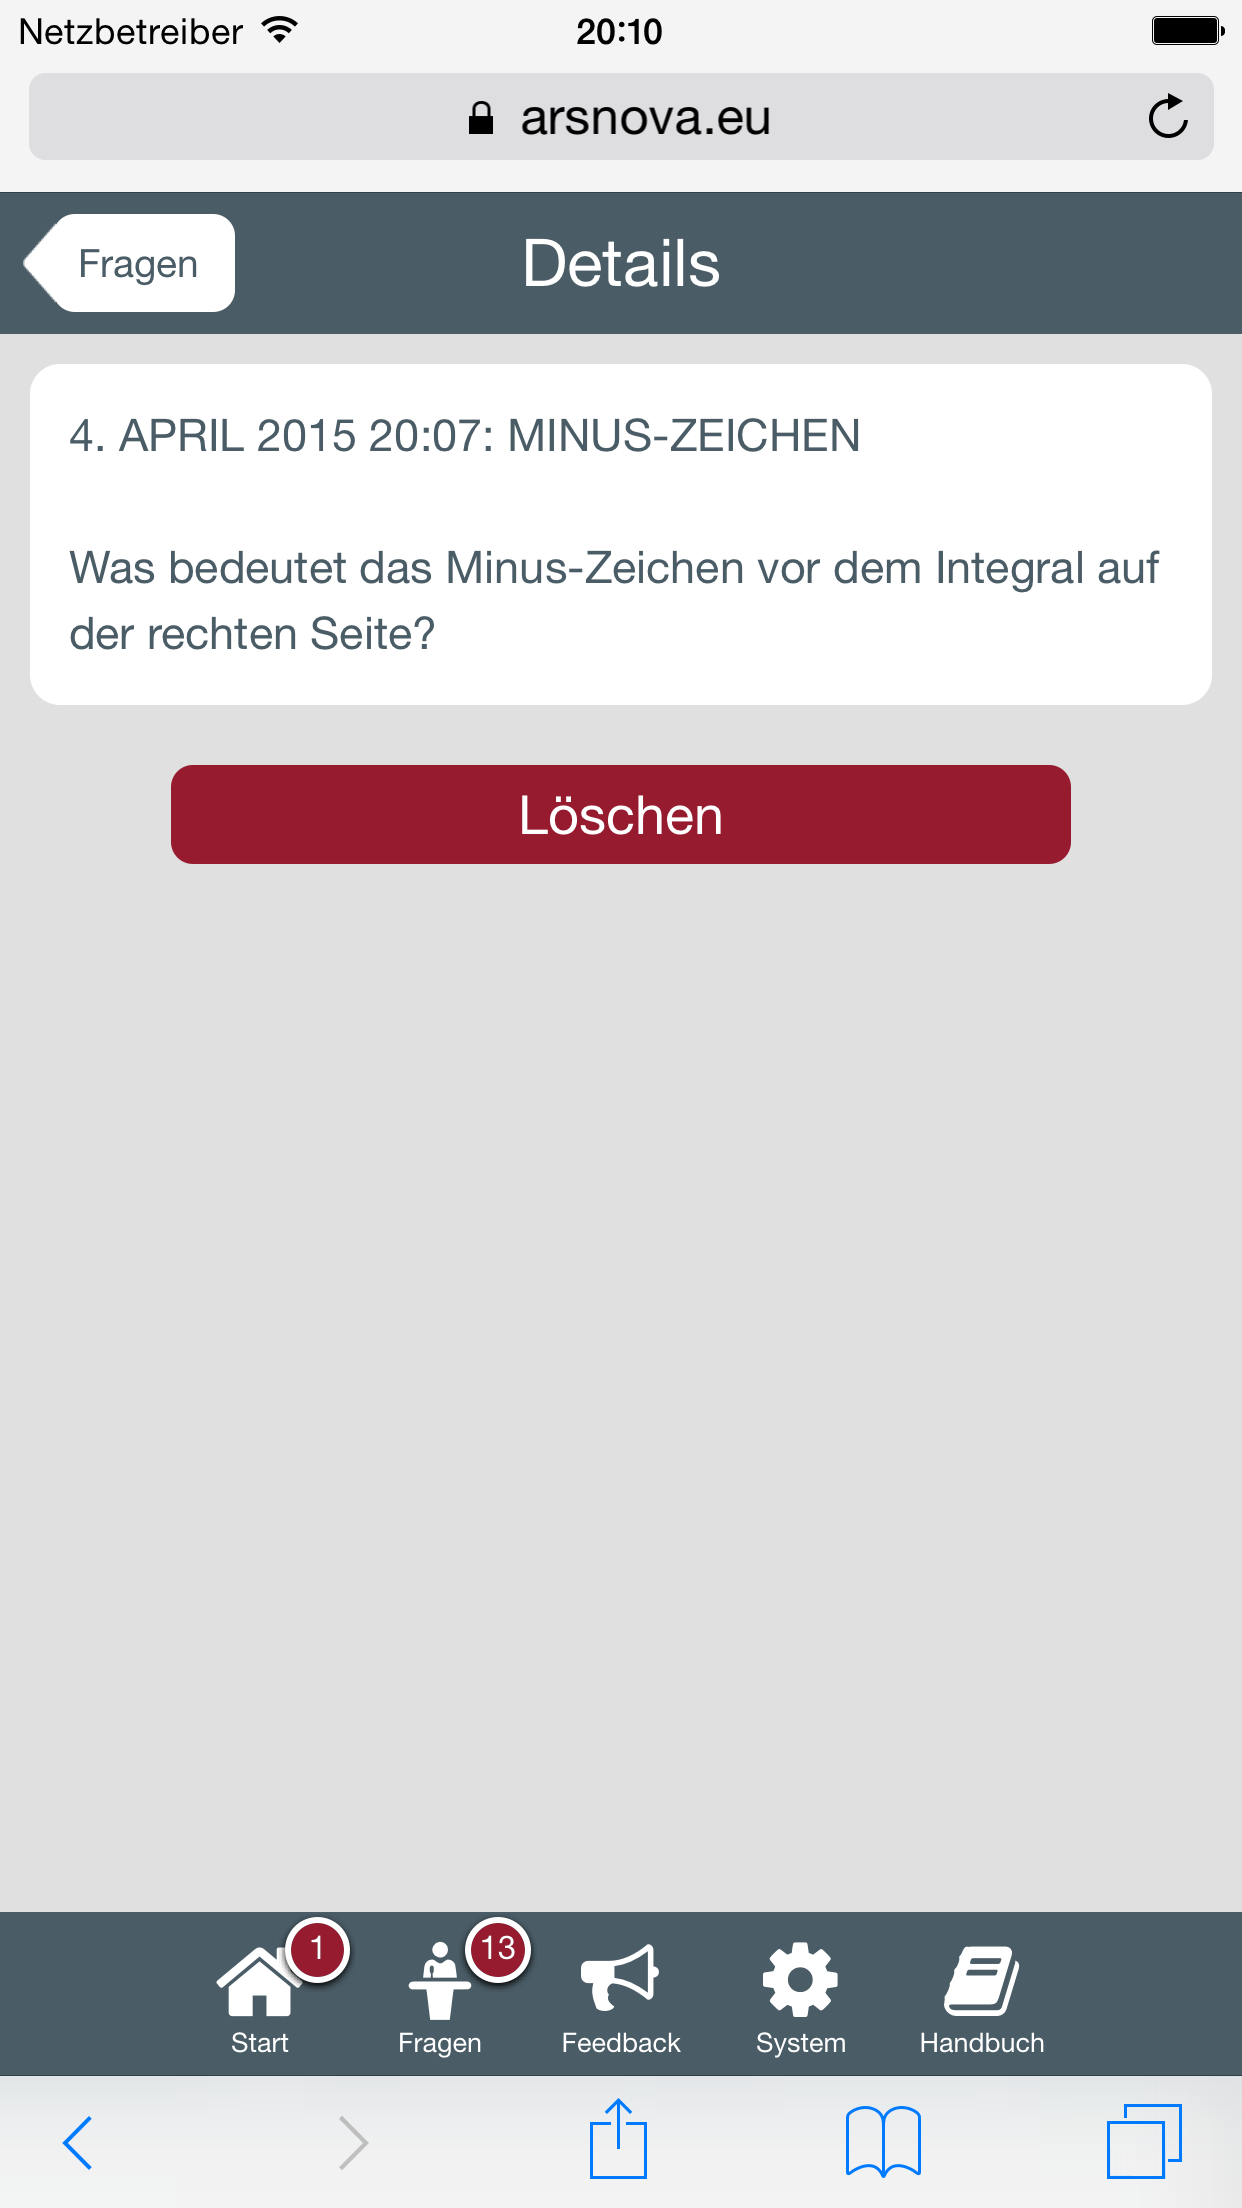 Netzbetreiber 20:10
arsnova.eu
Fragen Details
4. APRIL 2015 20:07: MINUS-ZEICHEN
Was bedeutet das Minus-Zeichen vor dem Integral auf
der rechten Seite?
Löschen
1 13
Start Fragen Feedback System Handbuch